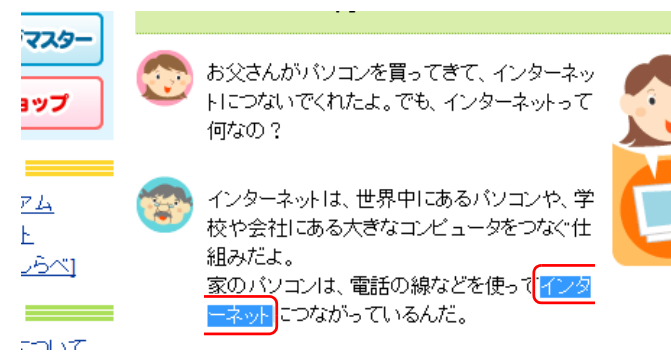 マスター
ョップ
アム
ト
しらべ]
について
お父さんがパソコンを買ってきて、インターネッ
トにつないでくれたよ。でも、インターネットって
何なの？
インターネットは、世界中にあるパソコンや、学
校や会社にある大きなコンピュータをつなぐ仕
組みだよ。
家のパソコンは、電話の線などを使ってインタ
ーネットにつながっているんだ。